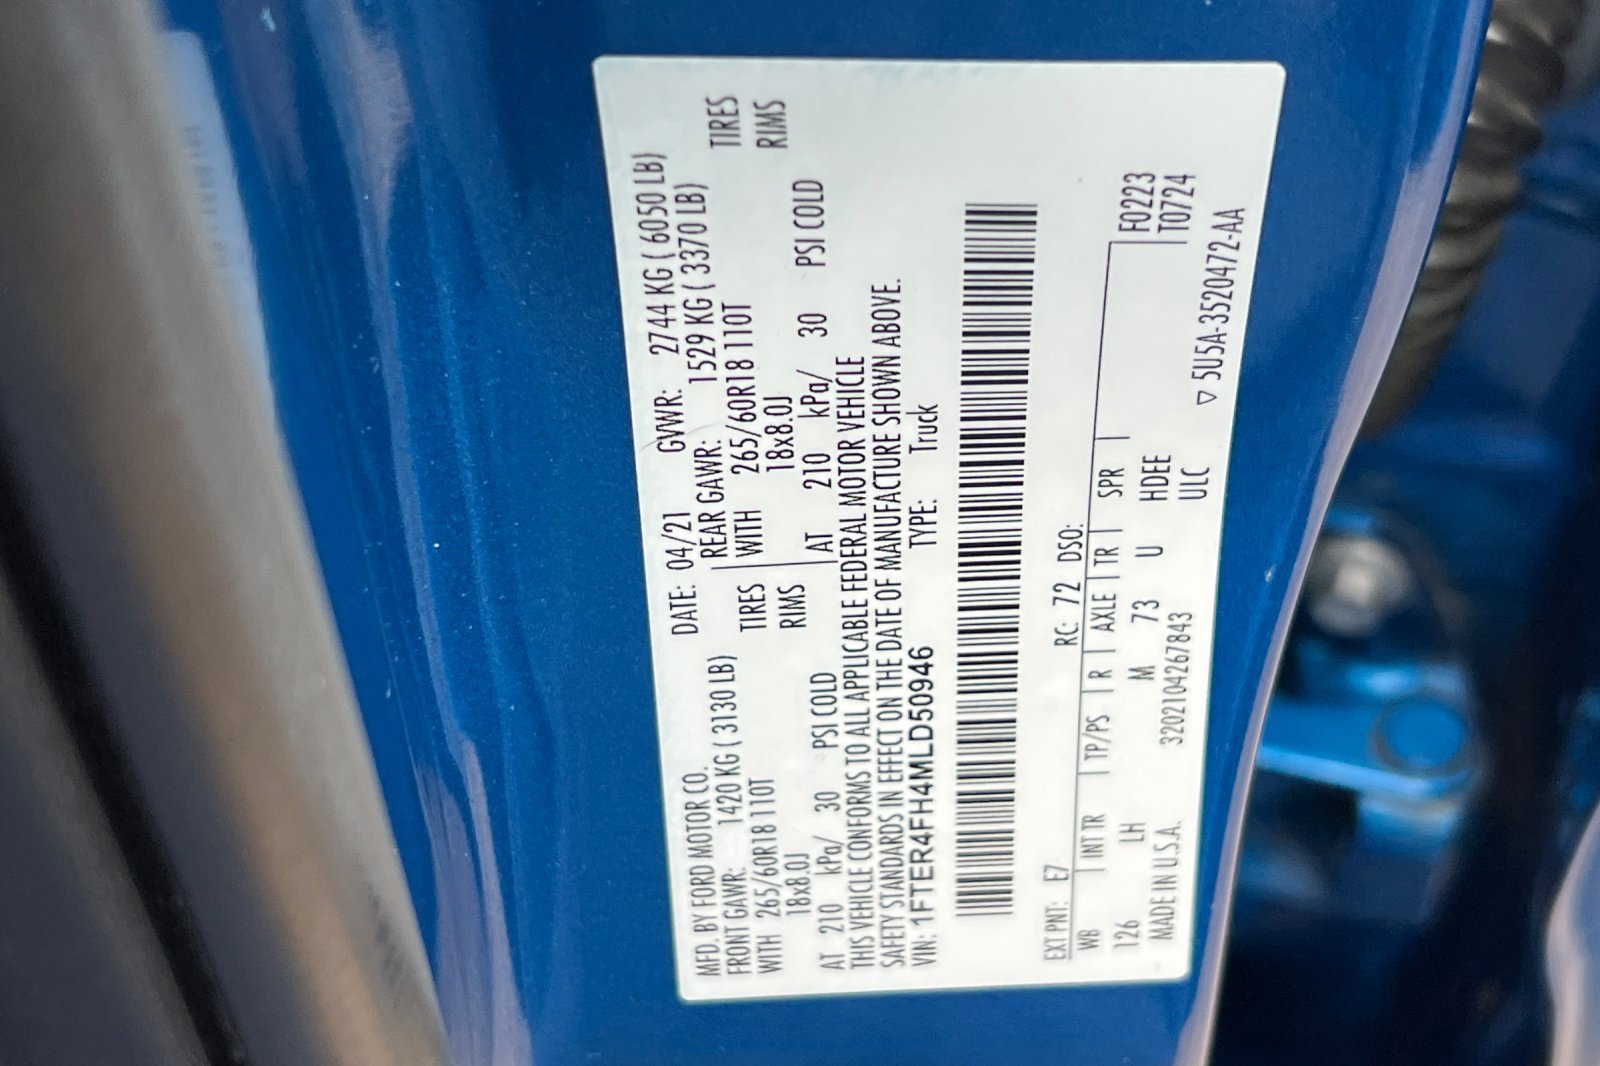 MFD. BY FORD MOTOR CO. DATE: 04/21 GVWR: 2744 KG ( 6050 LB)
FRONT GAWR: 1420 KG ( 3130 LB) REAR GAWR: 1529 KG ( 3370 LB)
WITH 265/60R18 110T TIRES WITH 265/60R18 110T TIRES
18x8.0J RIMS 18x8.0J RIMS
AT 210 kPa/ 30 PSI COLD AT 210 kPa/ 30 PSI COLD
THIS VEHICLE CONFORMS TO ALL APPLICABLE FEDERAL MOTOR VEHICLE
SAFETY STANDARDS IN EFFECT ON THE DATE OF MANUFACTURE SHOWN ABOVE.
VIN: 1FTER4FH4MLD50946 TYPE: Truck
EXT PNT: E7 RC: 72 DSO:
WB INT TR TP/PS R AXLE TR SPR F0223
126 LH M 73 U HDEE T0724
ULC
MADE IN U.S.A. 320210426​7843 ▽ 5U5A-3520472-AA